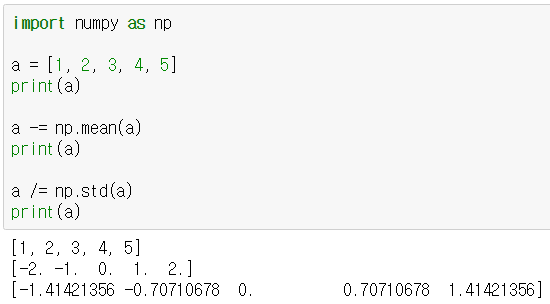 import numpy as np
a = [1, 2, 3, 4, 5]
print(a)
a -= np.mean(a)
print(a)
a /= np.std(a)
print(a)
[1, 2, 3, 4, 5]
[-2. -1.  0.  1.  2.]
[-1.41421356 -0.70710678  0.          0.70710678  1.41421356]